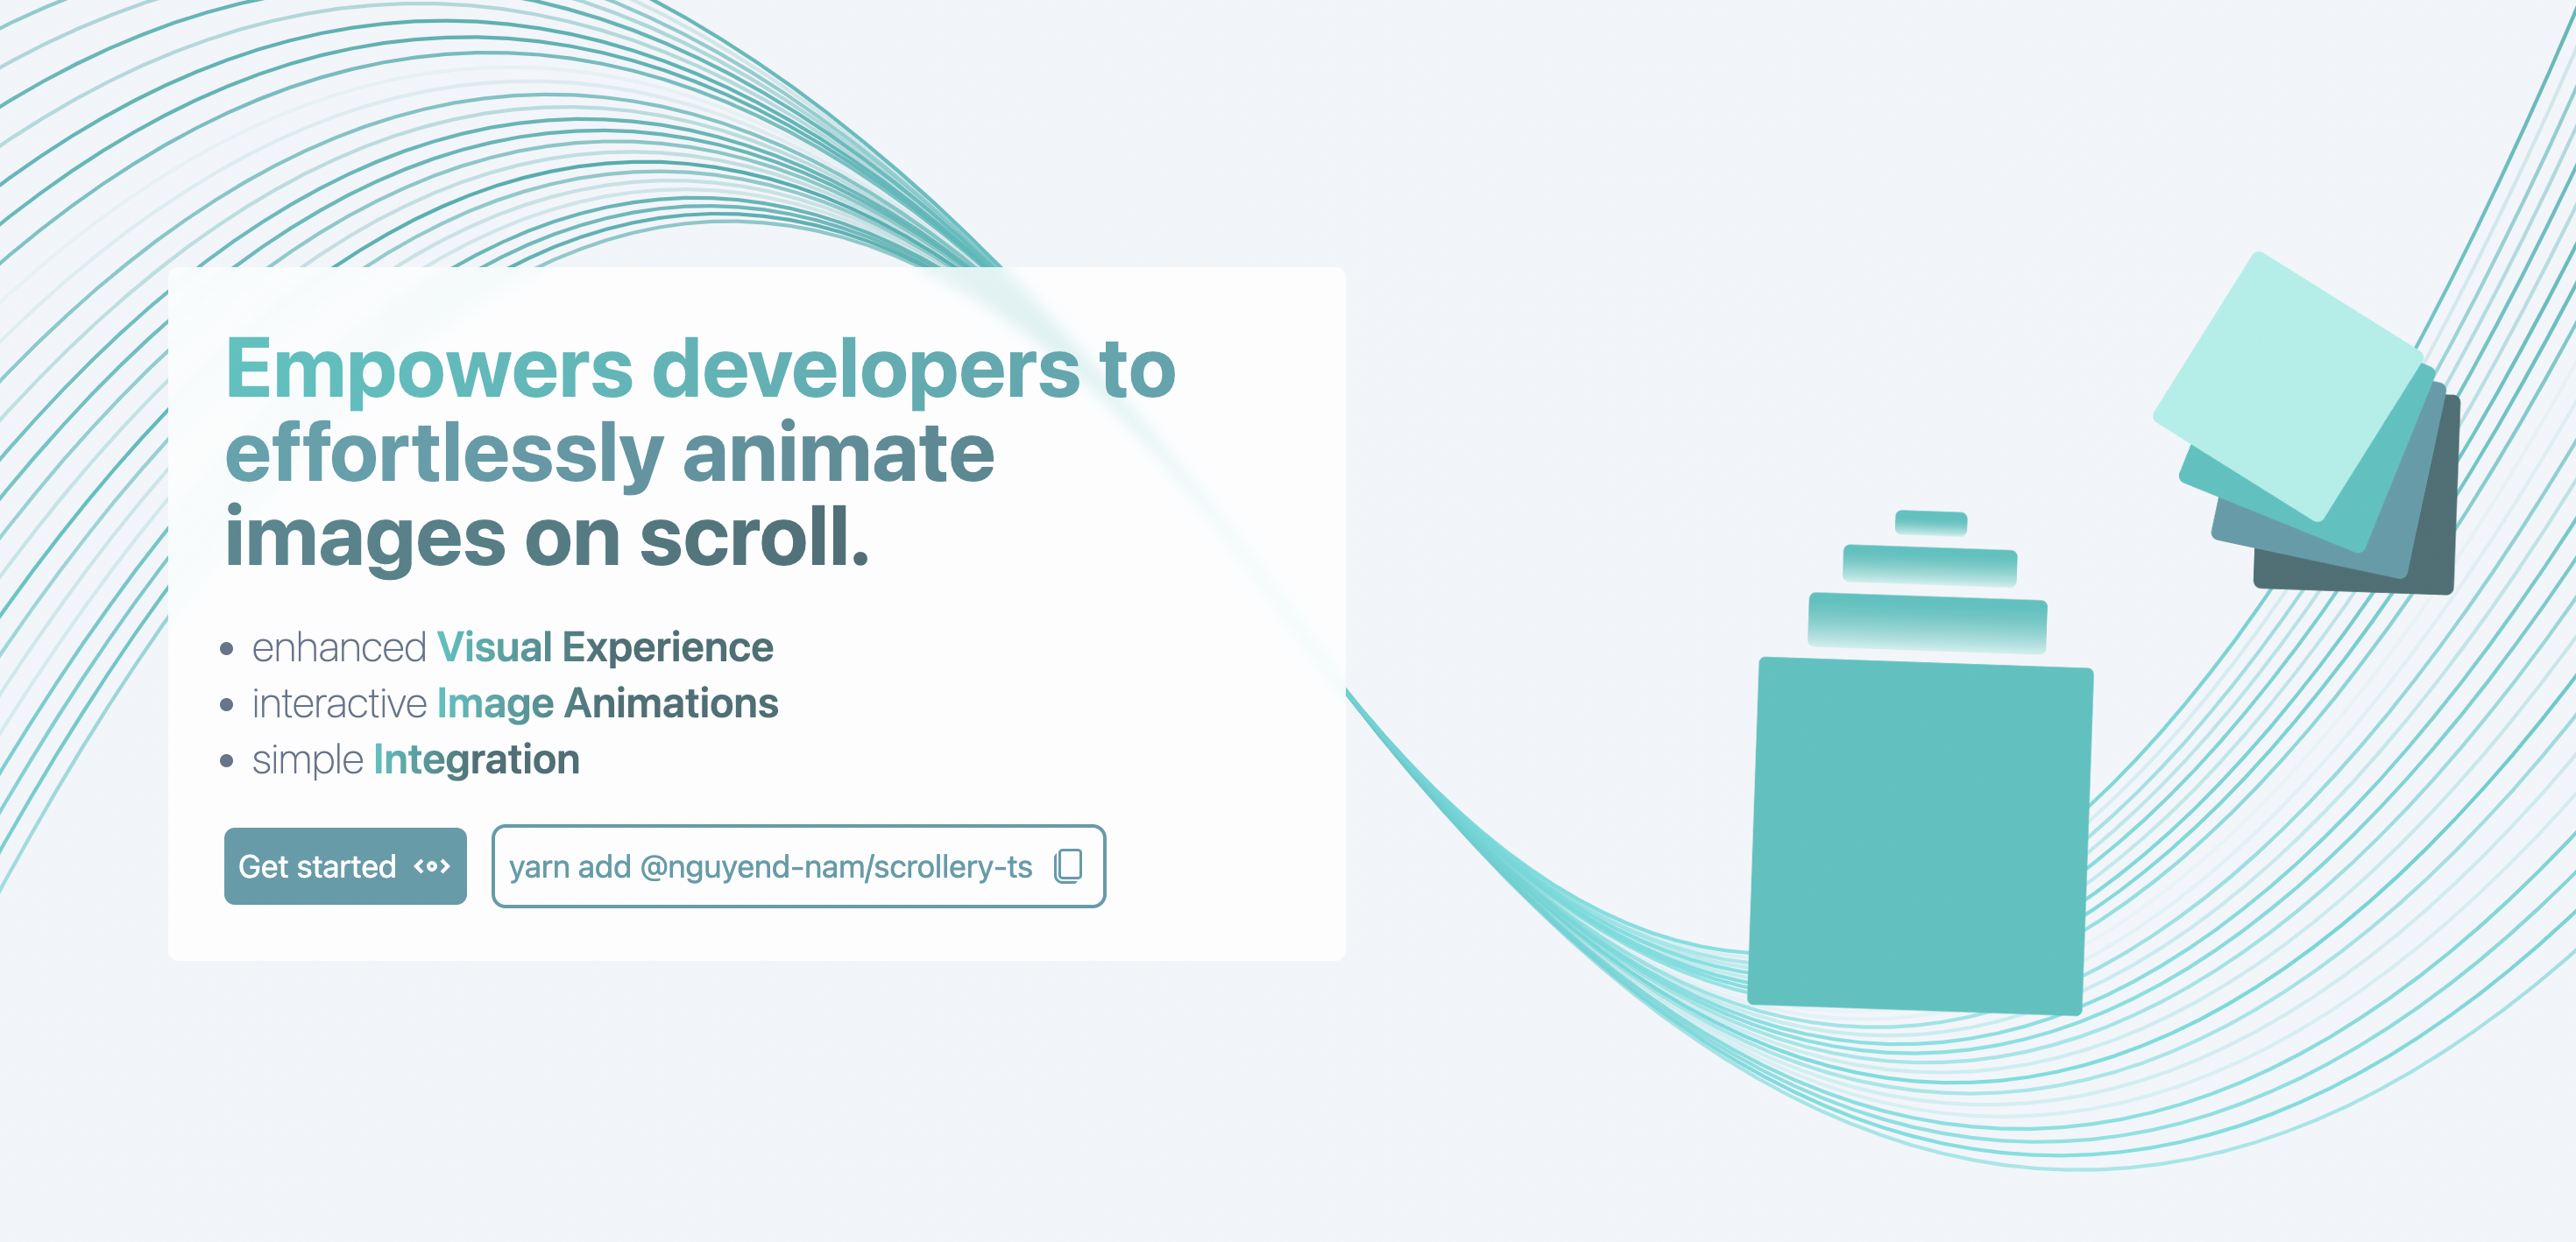 Empowers developers to
effortlessly animate
images on scroll.
enhanced Visual Experience
interactive Image Animations
simple Integration
Get started
yarn add @nguyend-nam/scrollery-ts